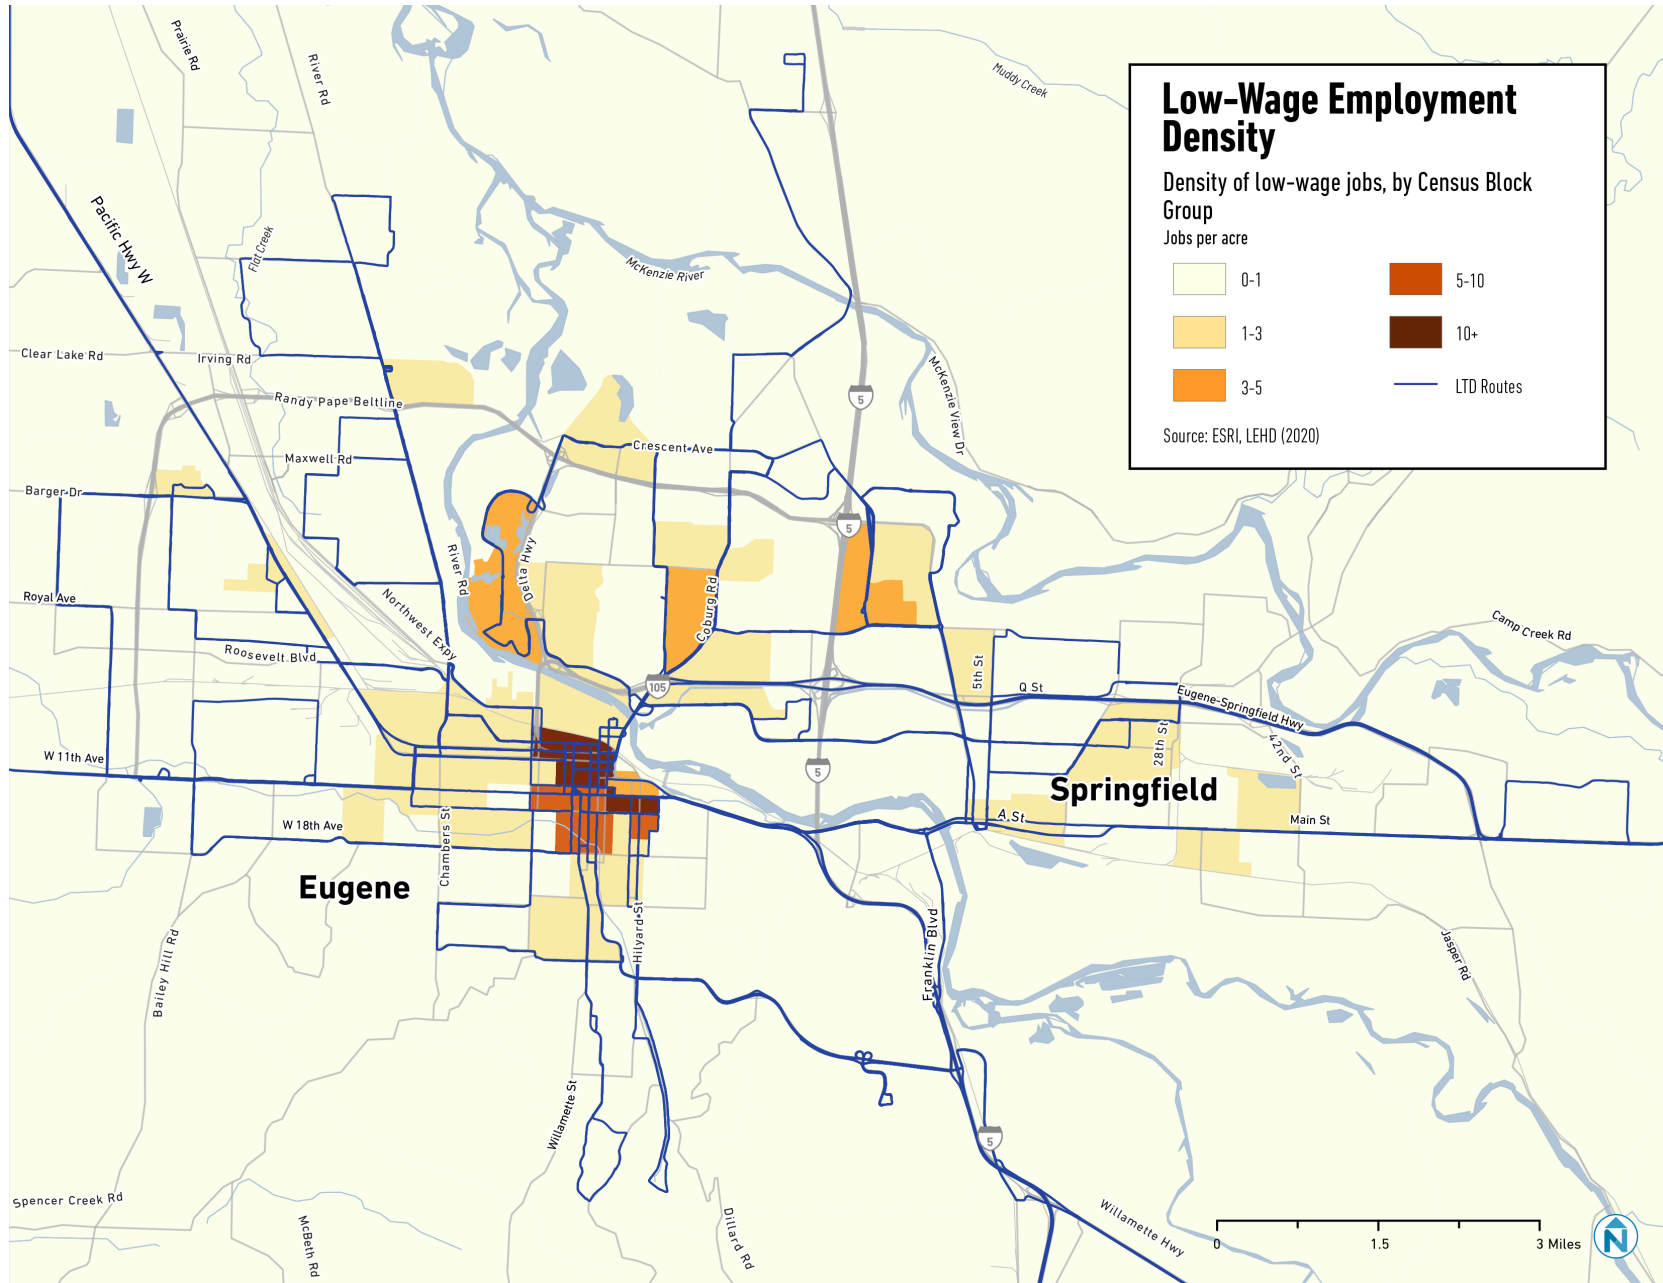 Low-Wage Employment
Density
Density of low-wage jobs, by Census Block
Group
Jobs per acre
0-1
5-10
1-3
10+
3-5
LTD Routes
Source: ESRI, LEHD (2020)
Prairie Rd
River Rd
Muddy Creek
Pacific Hwy W
Flat Creek
McKenzie River
Clear Lake Rd
Irving Rd
Randy Pape Beltline
5
McKenzie View Dr
Crescent Ave
Maxwell Rd
Barger Dr
5
River Rd
Delta Hwy
Royal Ave
Northwest Expy
Coburg Rd
Camp Creek Rd
Roosevelt Blvd
5th St
105
Q St
Eugene-Springfield Hwy
28th St
42nd St
W 11th Ave
5
Springfield
A St
Main St
W 18th Ave
Chambers St
Eugene
Hilyard St
Franklin Blvd
Bailey Hill Rd
Jasper Rd
Willamette St
5
Spencer Creek Rd
McBeth Rd
Dillard Rd
Willamette Hwy
0
1.5
3 Miles
N